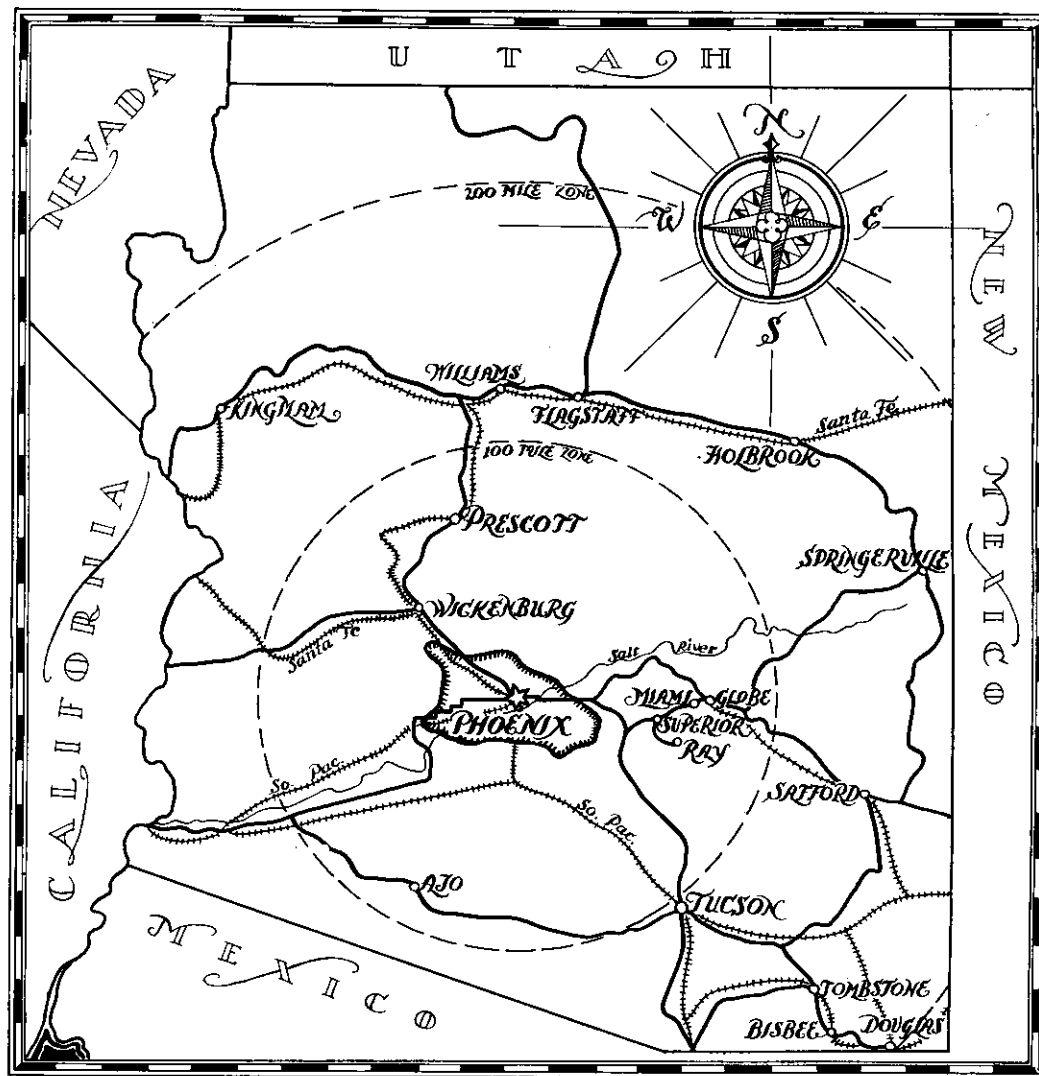 UTAH
NEVADA
N
200 MILE ZONE
W
E
NEW MEXICO
S
WILLIAMS
KINGMAM
FLAGSTAFF
Santa Fe
100 MILE ZONE
HOLBROOK
CALIFORNIA
PRESCOTT
SPRINGERVILLE
WICKENBURG
Santa Fe
Salt River
MIAMI
GLOBE
PHOENIX
SUPERIOR
RAY
So. Pac.
SAFFORD
So. Pac.
AJO
TUCSON
MEXICO
TOMBSTONE
BISBEE
DOUGLAS